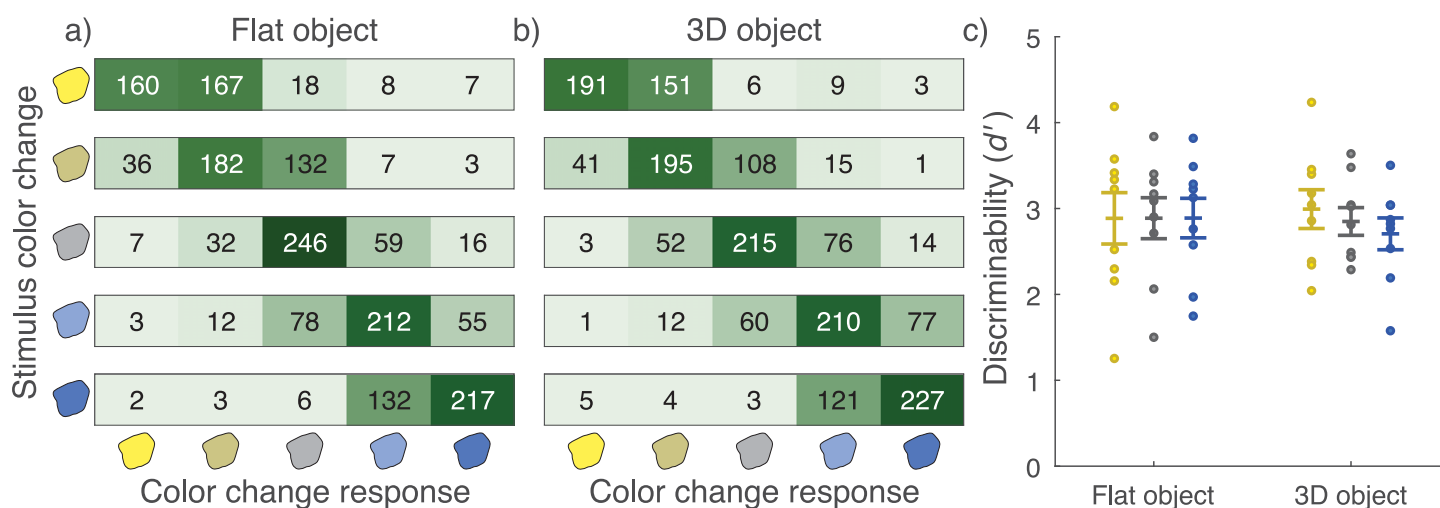 a) Flat object
b) 3D object
c)
Stimulus color change
160 167 18 8 7
36 182 132 7 3
7 32 246 59 16
3 12 78 212 55
2 3 6 132 217
Color change response
191 151 6 9 3
41 195 108 15 1
3 52 215 76 14
1 12 60 210 77
5 4 3 121 227
Color change response
Discriminability (d')
5
4
3
2
1
0
Flat object 3D object